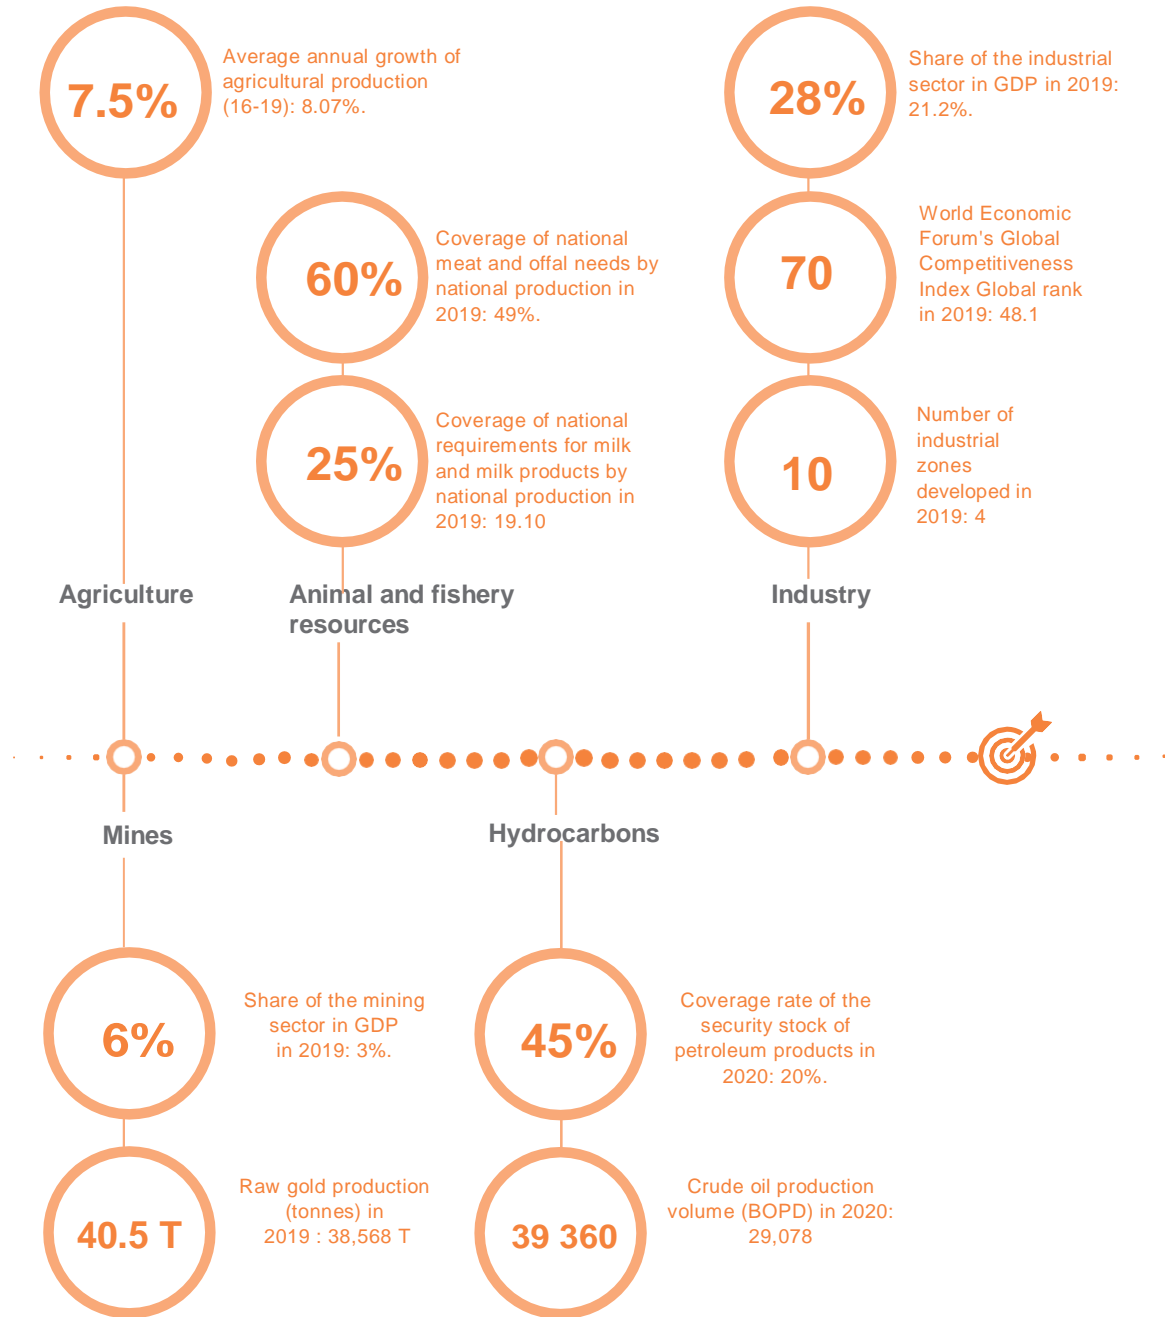 7.5%
Average annual growth of
agricultural production
(16-19): 8.07%.
60%
Coverage of national
meat and offal needs by
national production in
2019: 49%.
25%
Coverage of national
requirements for milk
and milk products by
national production in
2019: 19.10
28%
Share of the industrial
sector in GDP in 2019:
21.2%.
70
World Economic
Forum's Global
Competitiveness
Index Global rank
in 2019: 48.1
10
Number of
industrial
zones
developed in
2019: 4
Agriculture
Animal and fishery
resources
Industry
Mines
Hydrocarbons
6%
Share of the mining
sector in GDP
in 2019: 3%.
45%
Coverage rate of the
security stock of
petroleum products in
2020: 20%.
40.5 T
Raw gold production
(tonnes) in
2019 : 38,568 T
39 360
Crude oil production
volume (BOPD) in 2020:
29,078